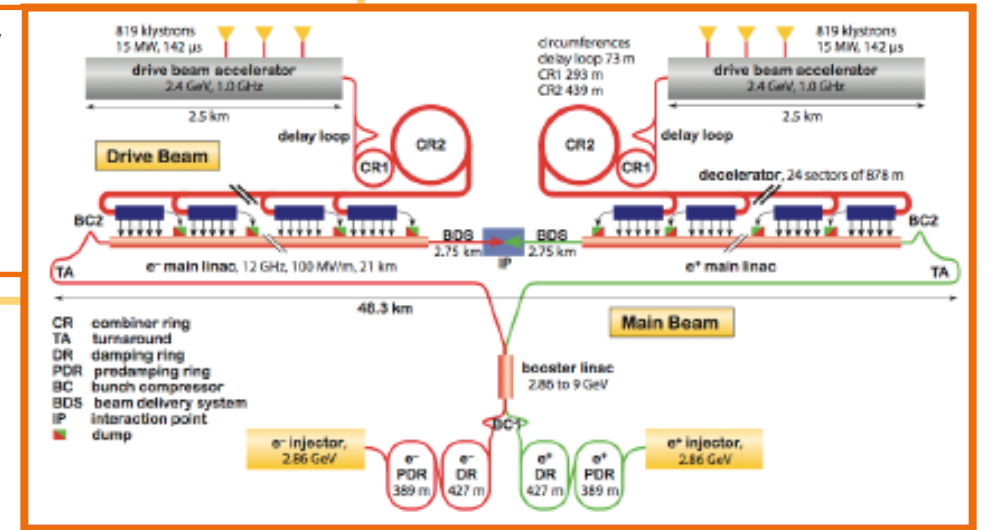 819 klystrons
15 MW, 142 µs
drive beam accelerator
2.4 GeV, 1.0 GHz
2.5 km
delay loop
Drive Beam
CR2
CR1
circumferences
delay loop 73 m
CR1 293 m
CR2 439 m
819 klystrons
15 MW, 142 µs
drive beam accelerator
2.4 GeV, 1.0 GHz
2.5 km
delay loop
CR2
CR1
decelerator, 24 sectors of 878 m
BC2
BDS
2.75 km
IP
BDS
2.75 km
BC2
TA
e⁻ main linac, 12 GHz, 100 MV/m, 21 km
e⁺ main linac
TA
48.3 km
Main Beam
CR combiner ring
TA turnaround
DR damping ring
PDR predamping ring
BC bunch compressor
BDS beam delivery system
IP interaction point
dump
booster linac
2.86 to 9 GeV
BC1
e⁻ injector,
2.86 GeV
e⁻
PDR
389 m
e⁻
DR
427 m
e⁺
DR
427 m
e⁺
PDR
389 m
e⁺ injector,
2.86 GeV